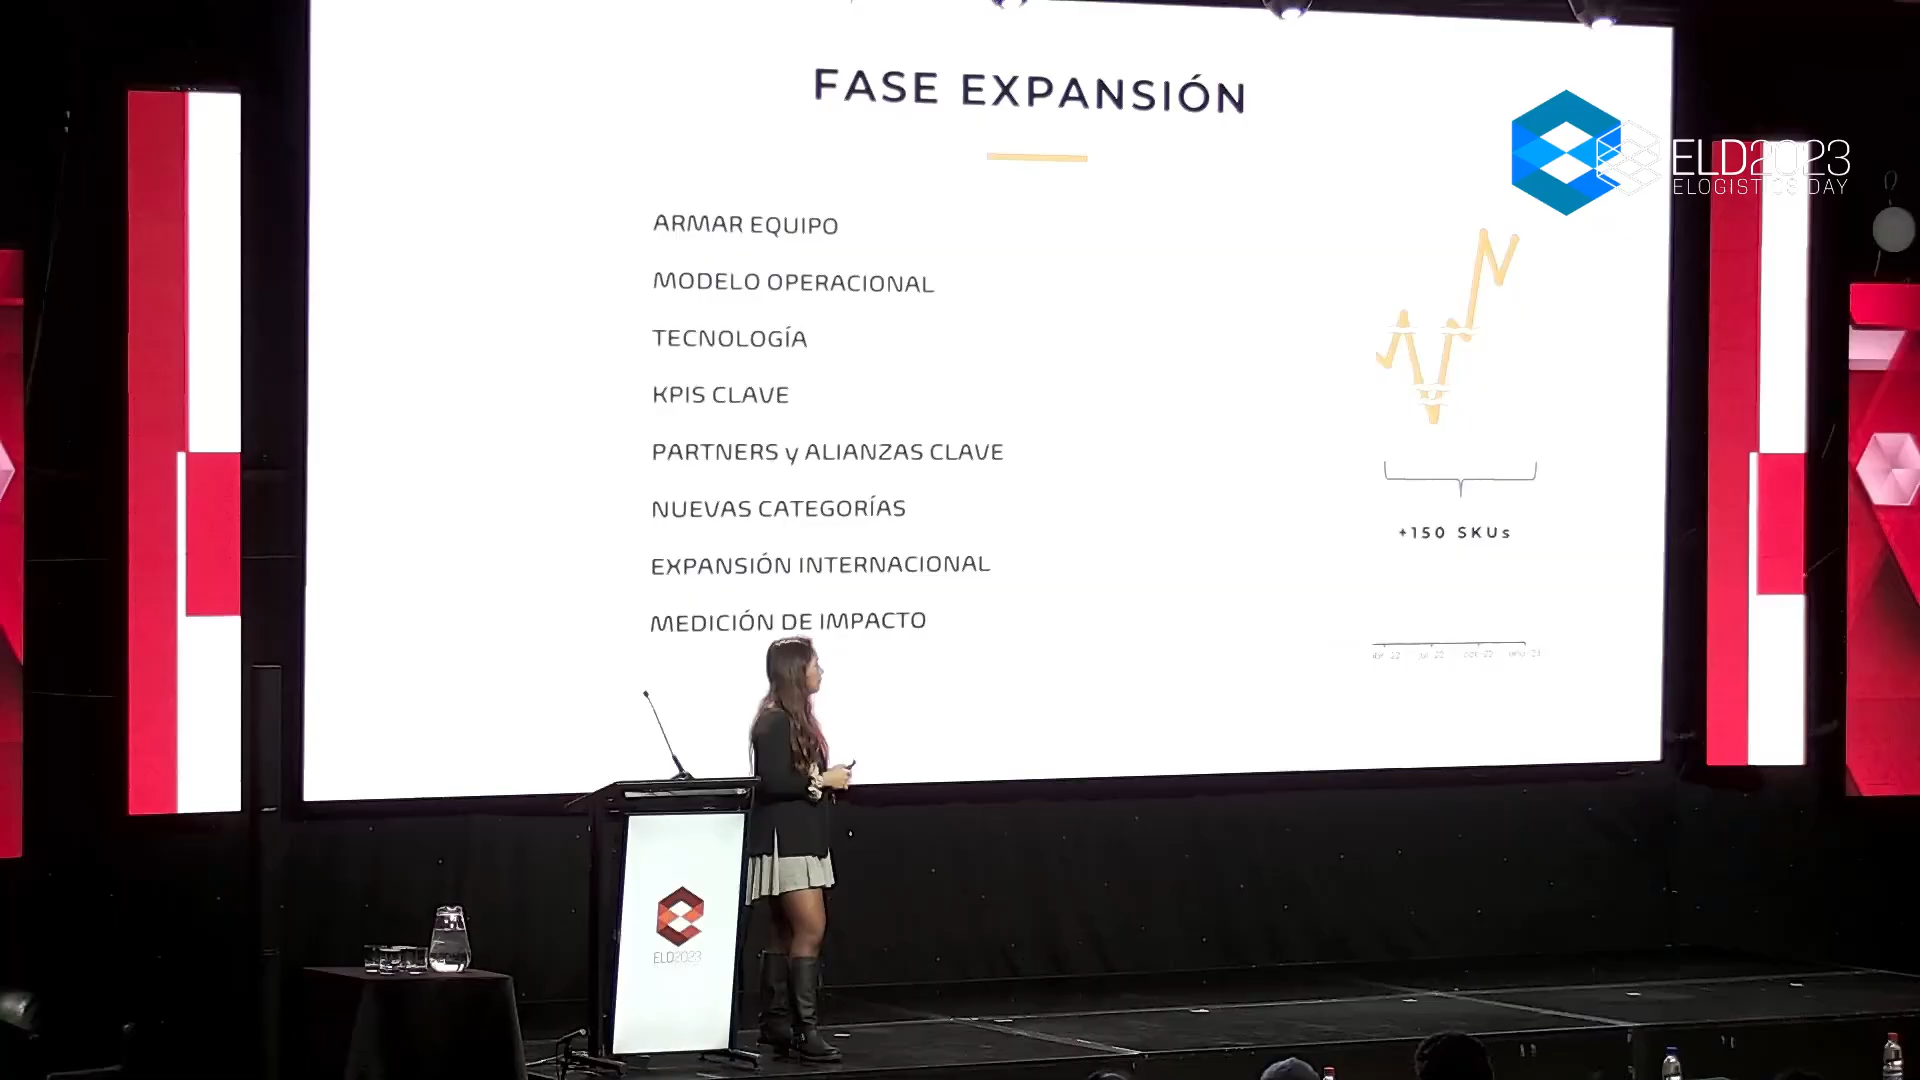 FASE EXPANSIÓN
ELD2023
ELOGISTICS DAY
ARMAR EQUIPO
MODELO OPERACIONAL
TECNOLOGÍA
KPIS CLAVE
PARTNERS y ALIANZAS CLAVE
NUEVAS CATEGORÍAS
EXPANSIÓN INTERNACIONAL
MEDICIÓN DE IMPACTO
+150 SKUs
ELD2023